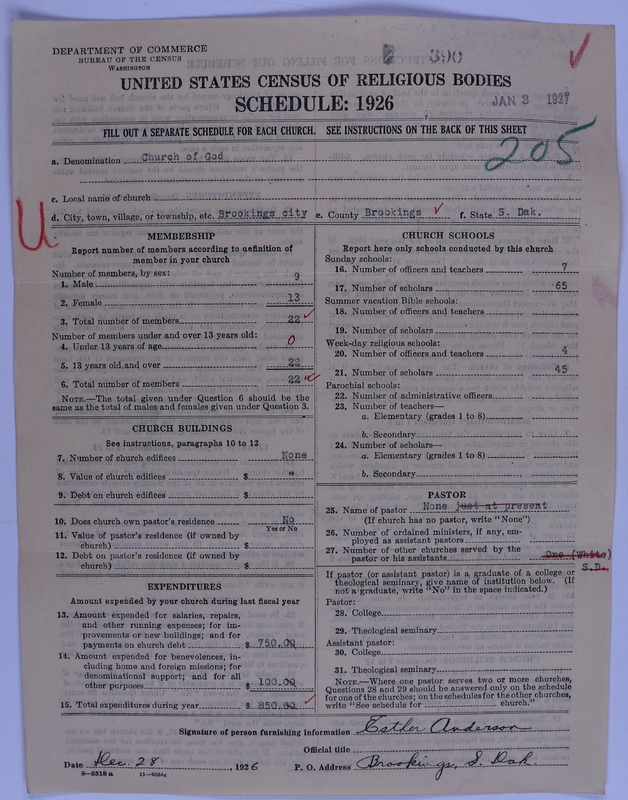 DEPARTMENT OF COMMERCE
BUREAU OF THE CENSUS
WASHINGTON
390
UNITED STATES CENSUS OF RELIGIOUS BODIES
SCHEDULE: 1926
JAN 3 1927
FILL OUT A SEPARATE SCHEDULE FOR EACH CHURCH. SEE INSTRUCTIONS ON THE BACK OF THIS SHEET
205
a. Denomination Church of God
c. Local name of church
d. City, town, village, or township, etc. Brookings city e. County Brookings f. State S. Dak.
U
MEMBERSHIP
Report number of members according to definition of
member in your church
Number of members, by sex:
1. Male 9
2. Female 13
3. Total number of members 22
Number of members under and over 13 years old:
4. Under 13 years of age 0
5. 13 years old and over 22
6. Total number of members 22
NOTE.—The total given under Question 6 should be
same as the total of males and females given under Question 3.
CHURCH BUILDINGS
See instructions, paragraphs 10 to 12
7. Number of church edifices None
8. Value of church edifices $ "
9. Debt on church edifices $
10. Does church own pastor's residence No
Yes or No
11. Value of pastor's residence (if owned by
church) $
12. Debt on pastor's residence (if owned by
church) $
EXPENDITURES
Amount expended by your church during last fiscal year
13. Amount expended for salaries, repairs,
and other running expenses; for im-
provements or new buildings; and for
payments on church debt $ 750.00
14. Amount expended for benevolences, in-
cluding home and foreign missions; for
denominational support; and for all
other purposes $ 100.00
15. Total expenditures during year $ 850.00
CHURCH SCHOOLS
Report here only schools conducted by this church
Sunday schools:
16. Number of officers and teachers 7
17. Number of scholars 65
Summer vacation Bible schools:
18. Number of officers and teachers
19. Number of scholars
Week-day religious schools:
20. Number of officers and teachers 4
21. Number of scholars 45
Parochial schools:
22. Number of administrative officers
23. Number of teachers—
a. Elementary (grades 1 to 8)
b. Secondary
24. Number of scholars—
a. Elementary (grades 1 to 8)
b. Secondary
PASTOR
25. Name of pastor None just at present
(If church has no pastor, write "None")
26. Number of ordained ministers, if any, em-
ployed as assistant pastors
27. Number of other churches served by the
pastor or his assistants One (White)
S.D.
If pastor (or assistant pastor) is a graduate of a college or
theological seminary, give name of institution below. (If
not a graduate, write "No" in the space indicated.)
Pastor:
28. College
29. Theological seminary
Assistant pastor:
30. College
31. Theological seminary
NOTE.—Where one pastor serves two or more churches,
Questions 28 and 29 should be answered only on the schedule
for one of the churches; on the schedules for the other churches,
write "See schedule for church."
Signature of person furnishing information Esther Anderson
Official title
Date Dec. 28, 1926 P. O. Address Brookings, S. Dak.
8—5518 a